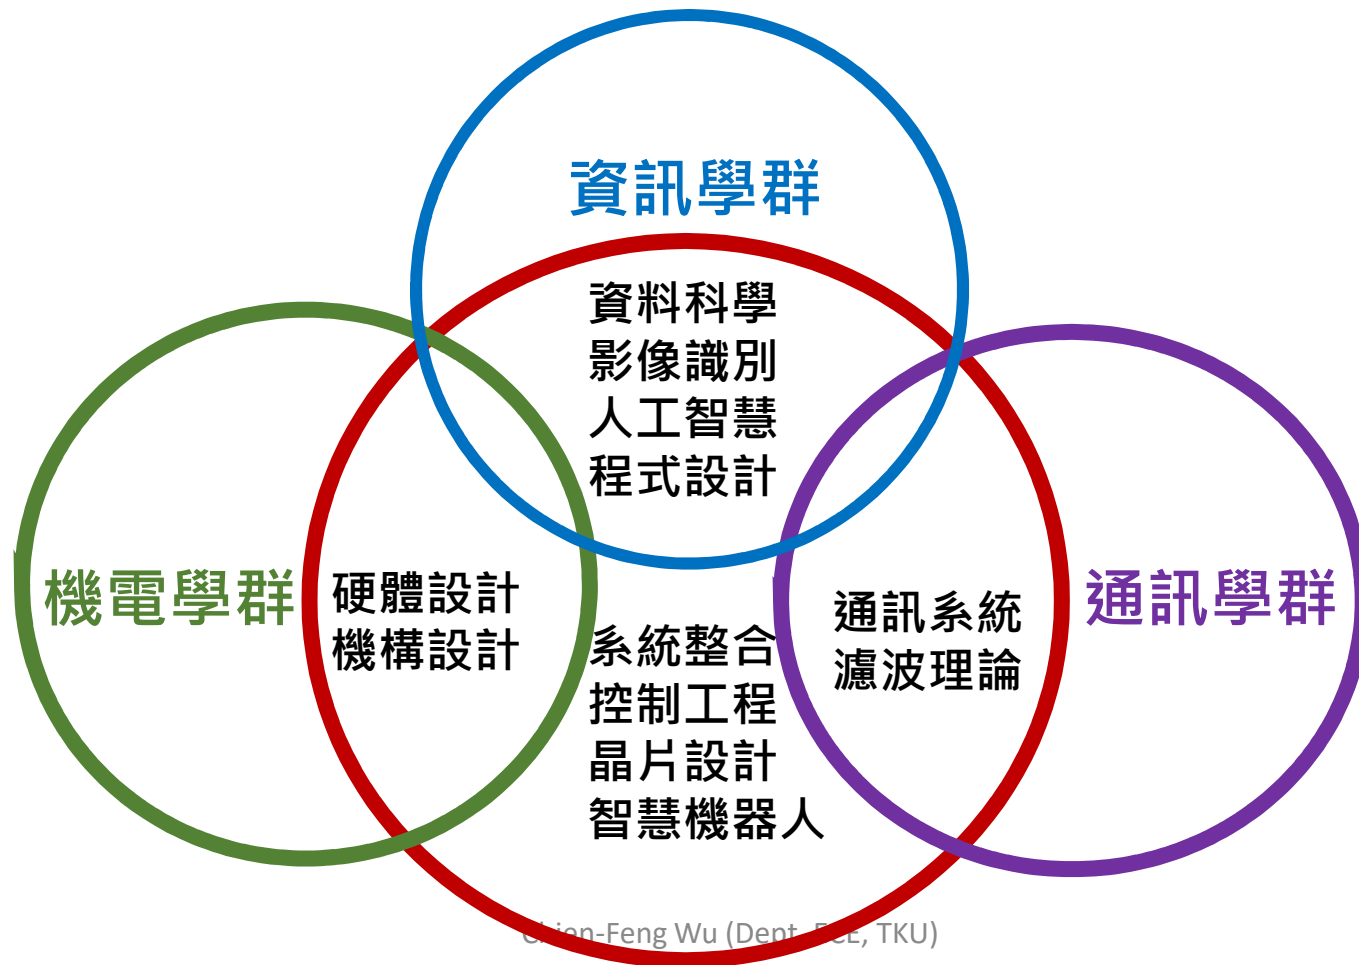 資訊學群
資料科學
影像識別
人工智慧
程式設計
機電學群
硬體設計
機構設計
系統整合
控制工程
晶片設計
智慧機器人
通訊系統
濾波理論
通訊學群
Chien-Feng Wu (Dept. ECE, TKU)